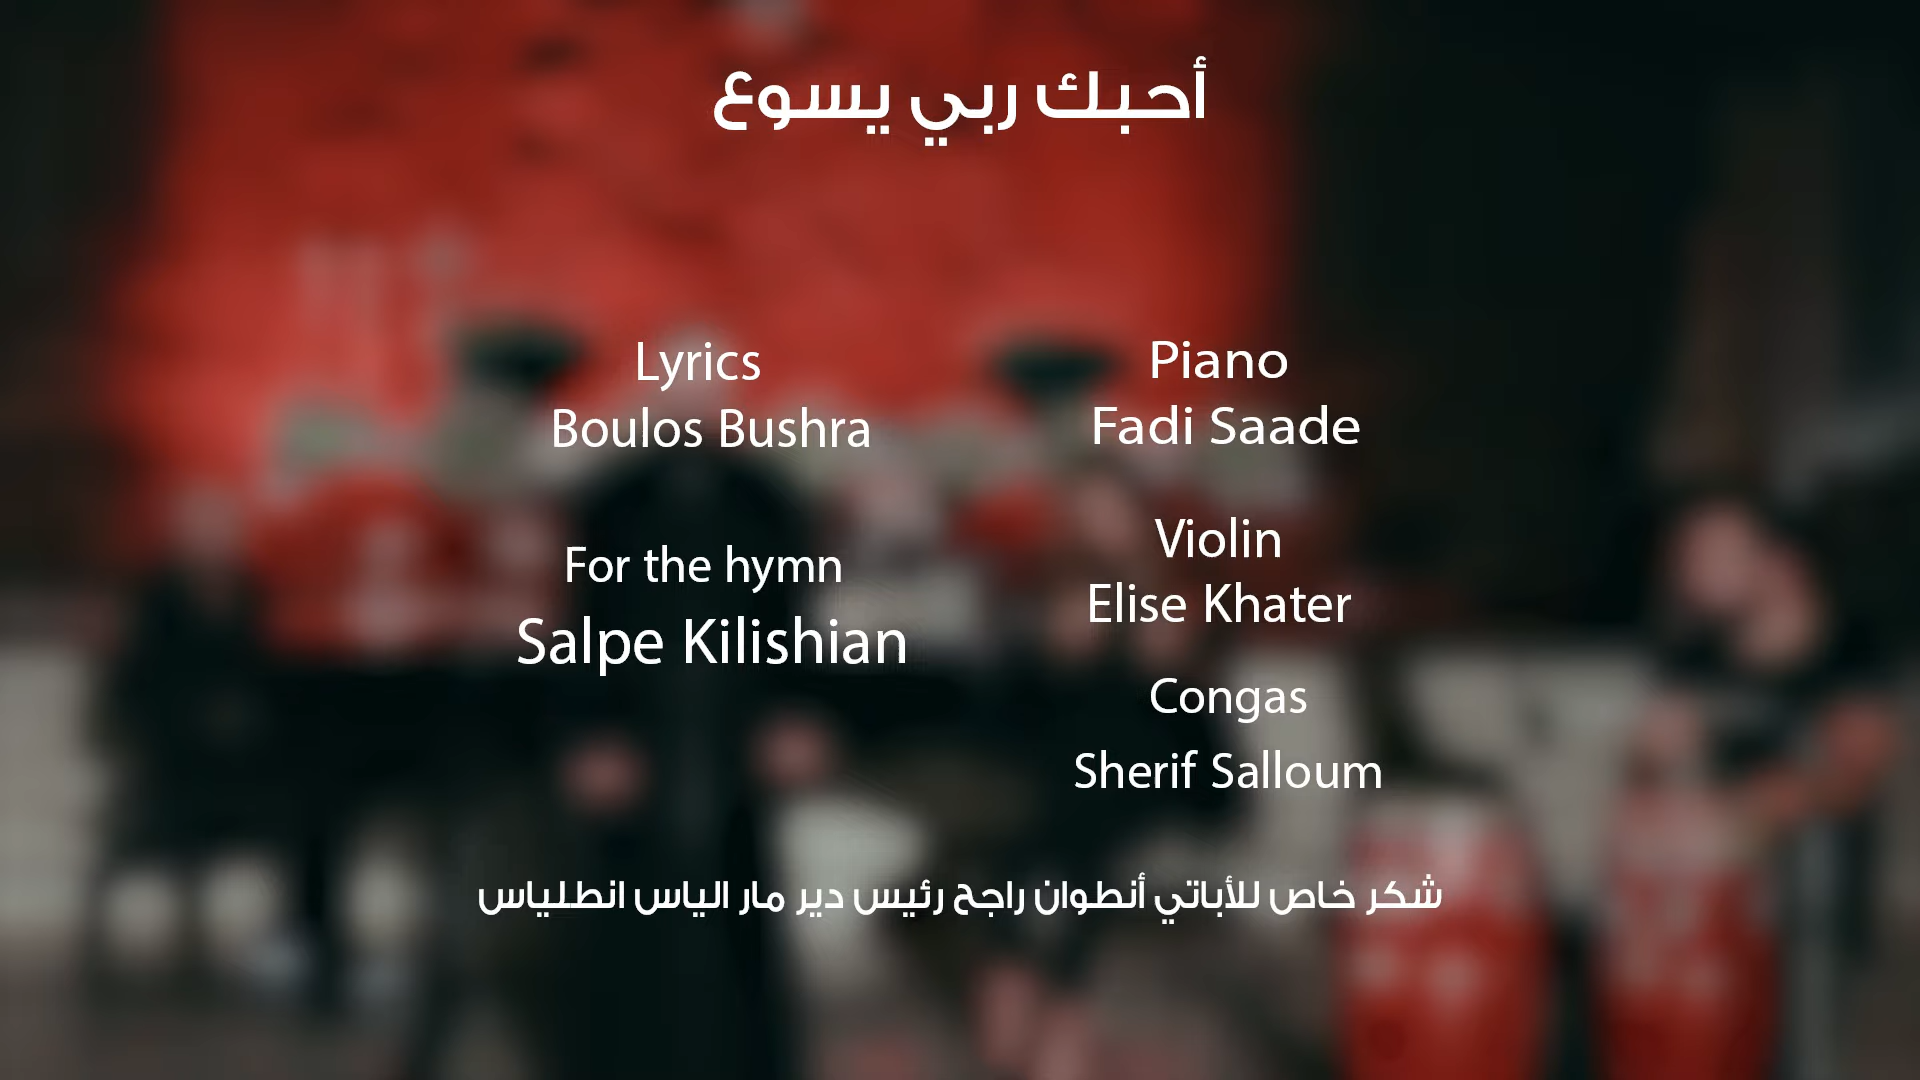 أحبك ربي يسوع
Lyrics
Boulos Bushra
For the hymn
Salpe Kilishian
Piano
Fadi Saade
Violin
Elise Khater
Congas
Sherif Salloum
شكر خاص للأباتي أنطوان راجح رئيس دير مار الياس انطلياس